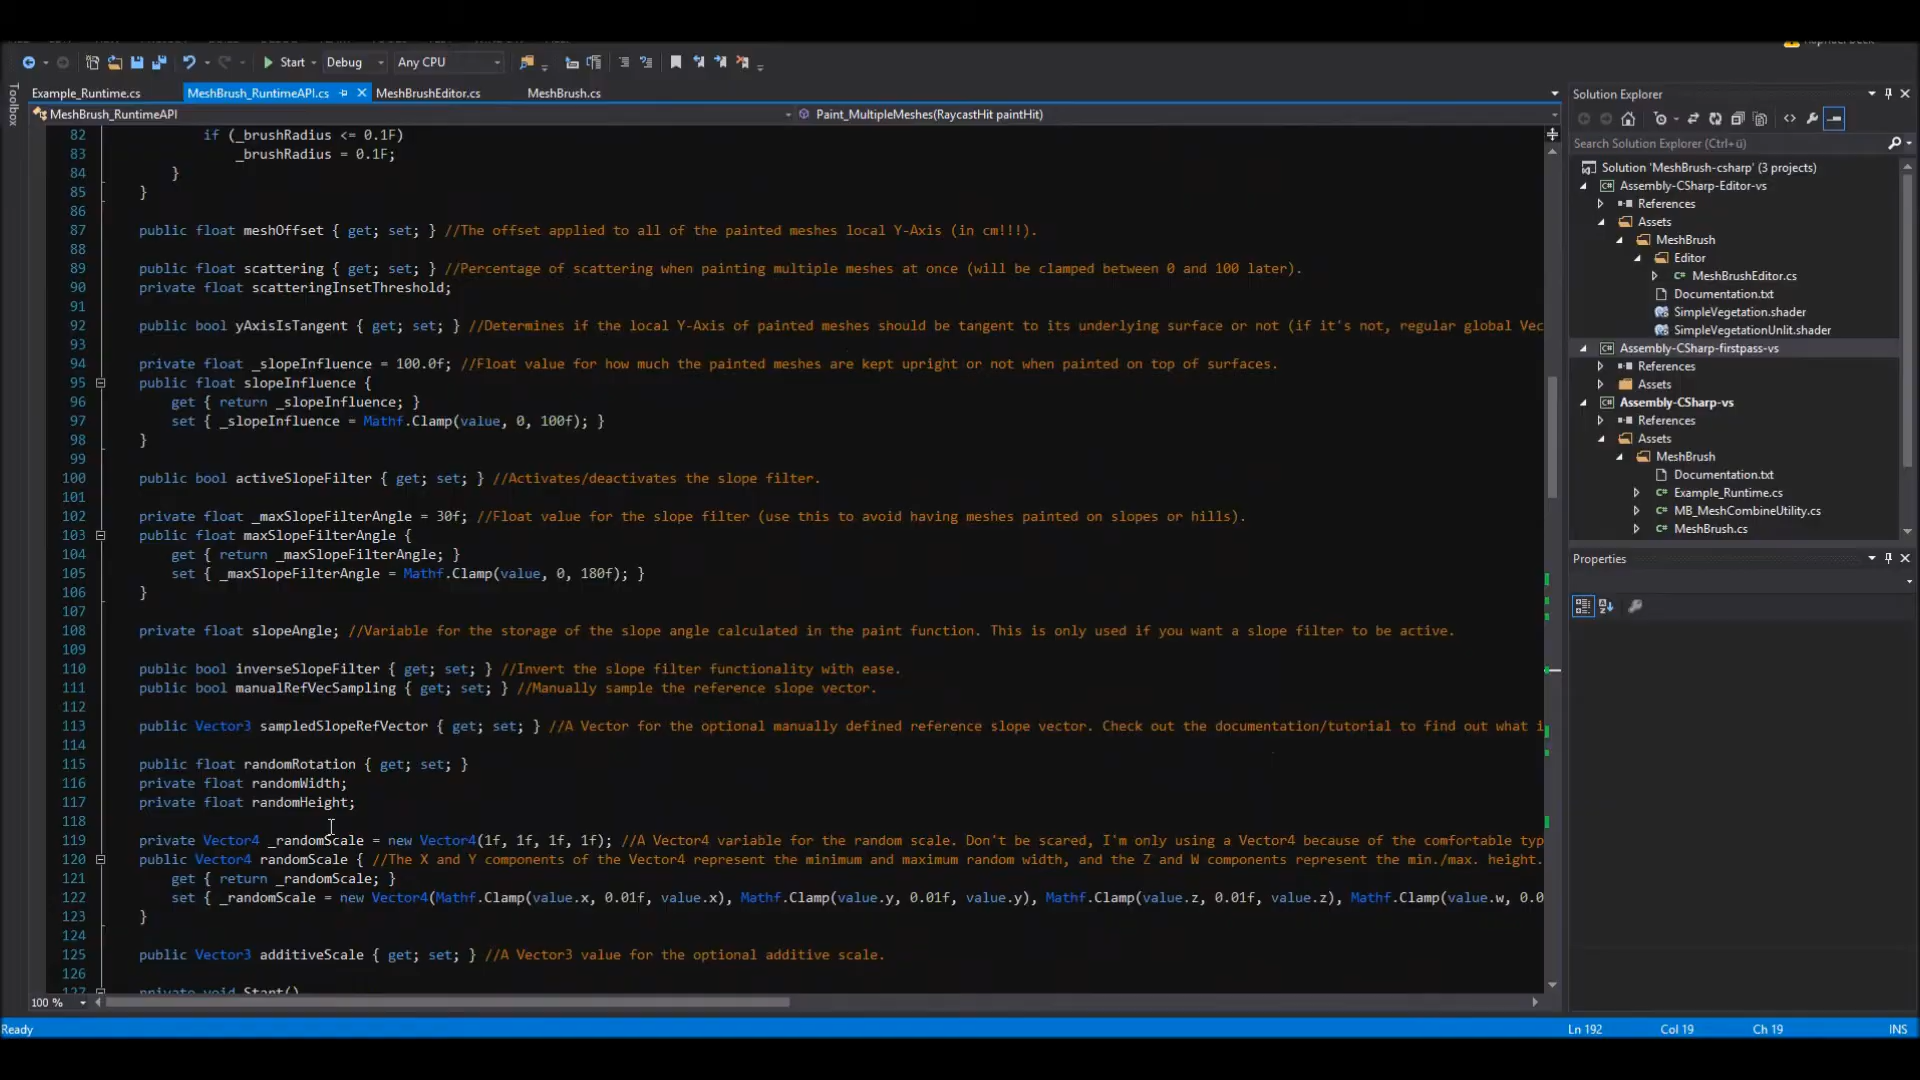 Start
Debug
Any CPU
Toolbox
Example_Runtime.cs
MeshBrush_RuntimeAPI.cs
MeshBrushEditor.cs
MeshBrush.cs
MeshBrush_RuntimeAPI
Paint_MultipleMeshes(RaycastHit paintHit)
82 if (_brushRadius <= 0.1F)
83 _brushRadius = 0.1F;
84 }
85 }
86
87 public float meshOffset { get; set; } //The offset applied to all of the painted meshes local Y-Axis (in cm!!!).
88
89 public float scattering { get; set; } //Percentage of scattering when painting multiple meshes at once (will be clamped between 0 and 100 later).
90 private float scatteringInsetThreshold;
91
92 public bool yAxisIsTangent { get; set; } //Determines if the local Y-Axis of painted meshes should be tangent to its underlying surface or not (if it's not, regular global Vec
93
94 private float _slopeInfluence = 100.0f; //Float value for how much the painted meshes are kept upright or not when painted on top of surfaces.
95 public float slopeInfluence {
96 get { return _slopeInfluence; }
97 set { _slopeInfluence = Mathf.Clamp(value, 0, 100f); }
98 }
99
100 public bool activeSlopeFilter { get; set; } //Activates/deactivates the slope filter.
101
102 private float _maxSlopeFilterAngle = 30f; //Float value for the slope filter (use this to avoid having meshes painted on slopes or hills).
103 public float maxSlopeFilterAngle {
104 get { return _maxSlopeFilterAngle; }
105 set { _maxSlopeFilterAngle = Mathf.Clamp(value, 0, 180f); }
106 }
107
108 private float slopeAngle; //Variable for the storage of the slope angle calculated in the paint function. This is only used if you want a slope filter to be active.
109
110 public bool inverseSlopeFilter { get; set; } //Invert the slope filter functionality with ease.
111 public bool manualRefVecSampling { get; set; } //Manually sample the reference slope vector.
112
113 public Vector3 sampledSlopeRefVector { get; set; } //A Vector for the optional manually defined reference slope vector. Check out the documentation/tutorial to find out what i
114
115 public float randomRotation { get; set; }
116 private float randomWidth;
117 private float randomHeight;
118
119 private Vector4 _randomScale = new Vector4(1f, 1f, 1f, 1f); //A Vector4 variable for the random scale. Don't be scared, I'm only using a Vector4 because of the comfortable typ
120 public Vector4 randomScale { //The X and Y components of the Vector4 represent the minimum and maximum random width, and the Z and W components represent the min./max. height.
121 get { return _randomScale; }
122 set { _randomScale = new Vector4(Mathf.Clamp(value.x, 0.01f, value.x), Mathf.Clamp(value.y, 0.01f, value.y), Mathf.Clamp(value.z, 0.01f, value.z), Mathf.Clamp(value.w, 0.0
123 }
124
125 public Vector3 additiveScale { get; set; } //A Vector3 value for the optional additive scale.
126
127 private void Start()
100 %
Solution Explorer
Search Solution Explorer (Ctrl+ü)
Solution 'MeshBrush-csharp' (3 projects)
Assembly-CSharp-Editor-vs
References
Assets
MeshBrush
Editor
MeshBrushEditor.cs
Documentation.txt
SimpleVegetation.shader
SimpleVegetationUnlit.shader
Assembly-CSharp-firstpass-vs
References
Assets
Assembly-CSharp-vs
References
Assets
MeshBrush
Documentation.txt
Example_Runtime.cs
MB_MeshCombineUtility.cs
MeshBrush.cs
Properties
Ready
Ln 192
Col 19
Ch 19
INS